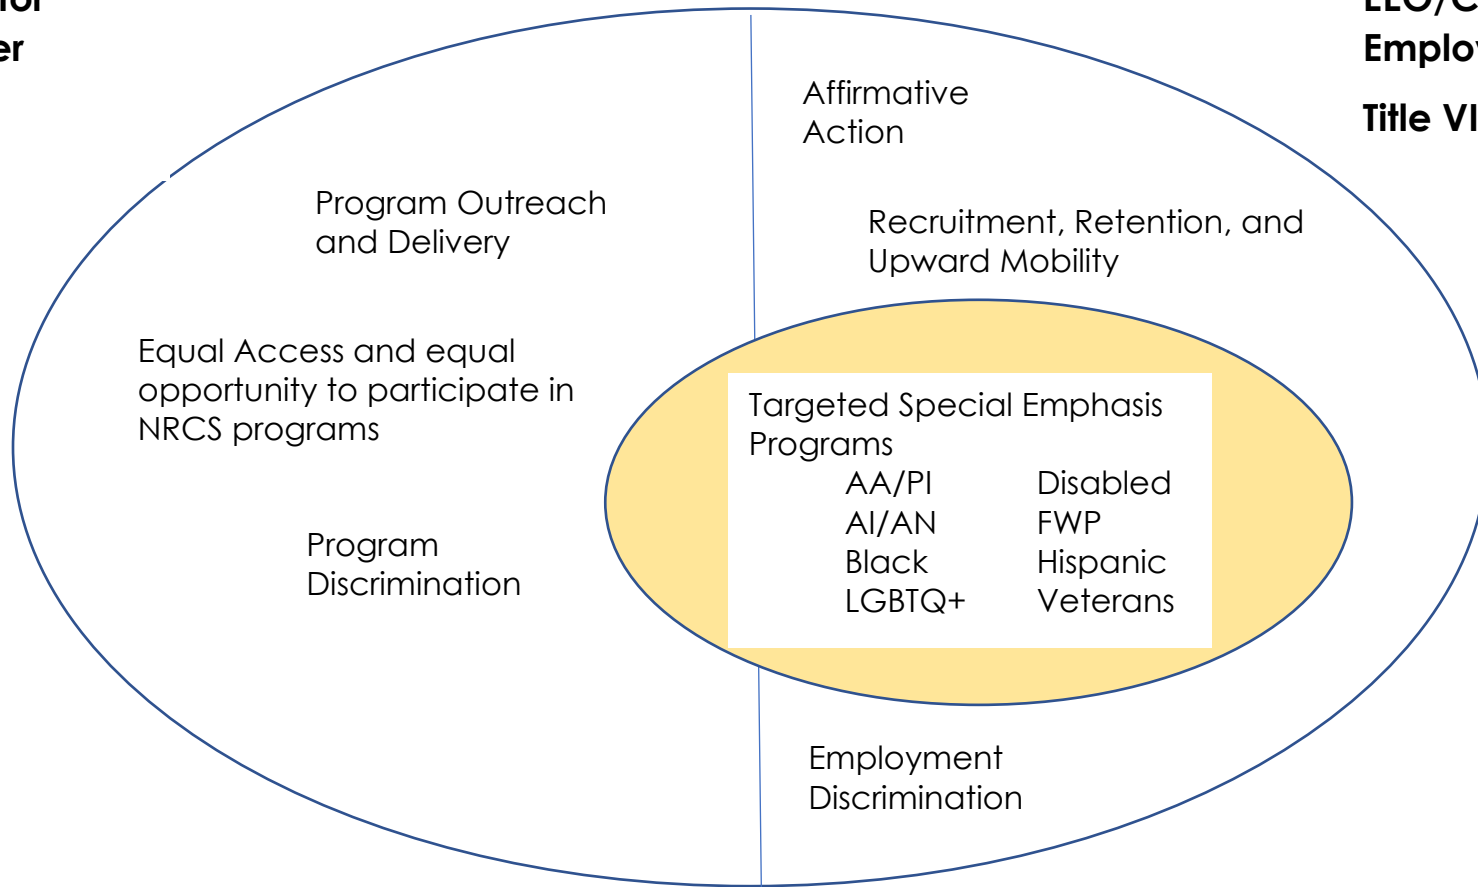 er
Employ
Title VI
Affirmative
Action
Program Outreach
and Delivery
Recruitment, Retention, and
Upward Mobility
Equal Access and equal
opportunity to participate in
NRCS programs
Targeted Special Emphasis
Programs
AA/PI Disabled
AI/AN FWP
Black Hispanic
LGBTQ+ Veterans
Program
Discrimination
Employment
Discrimination